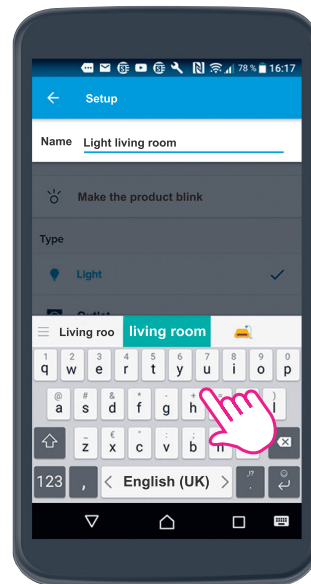 78 % 16:17
Setup
Name Light living room
Make the product blink
Type
Light
Outlet
Living roo living room
1 2 3 4 5 6 7 8 9 0
q w e r t y u i o p
@ # & * - + = )
a s d f g h l
_ € " ' : ;
z x c v b n
123 , English (UK) !? .